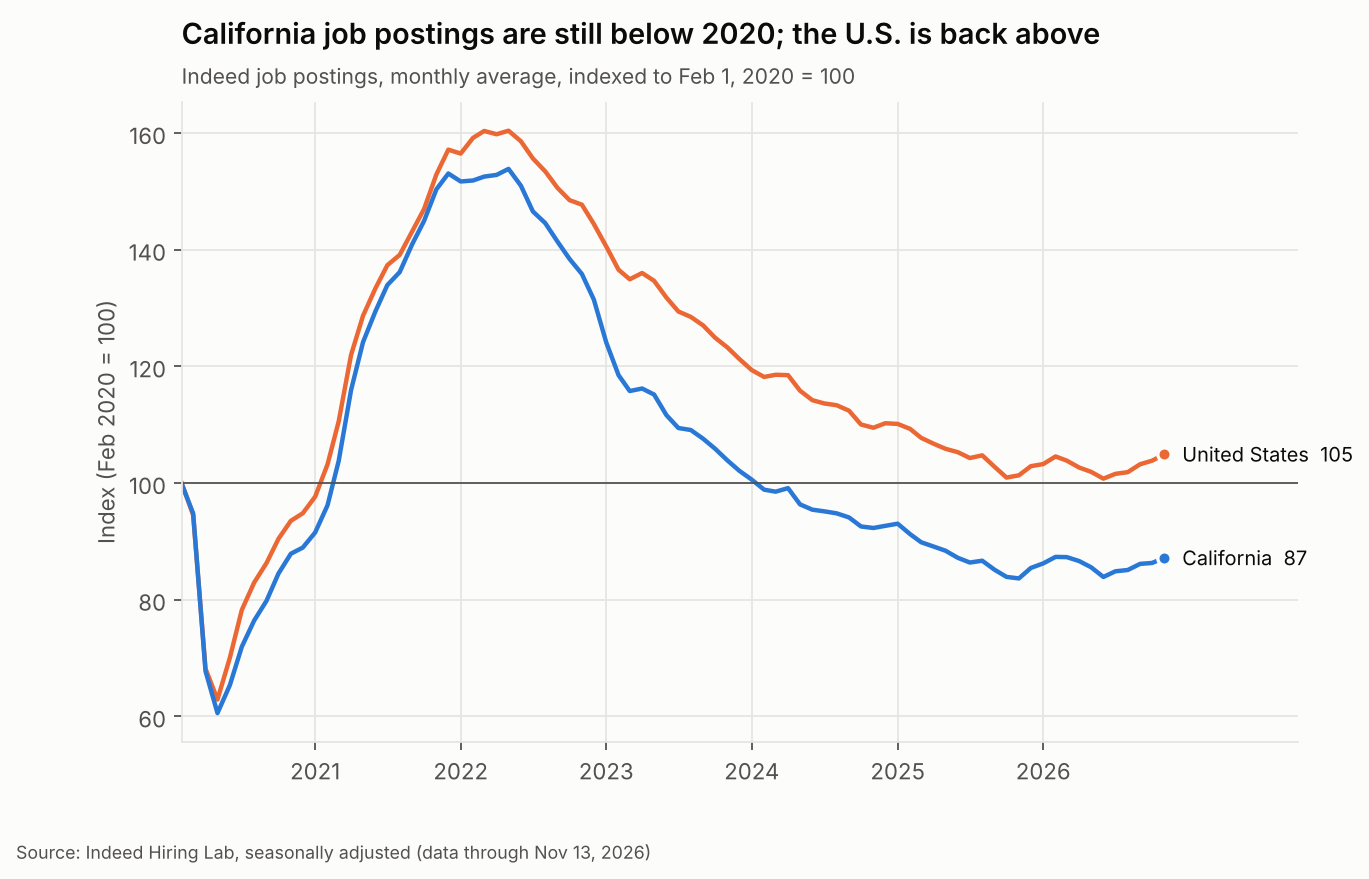 California job postings are still below 2020; the U.S. is back above
Indeed job postings, monthly average, indexed to Feb 1, 2020 = 100
Index (Feb 2020 = 100)
160
140
120
100
80
60
United States 105
California 87
2021
2022
2023
2024
2025
2026
Source: Indeed Hiring Lab, seasonally adjusted (data through Nov 13, 2026)